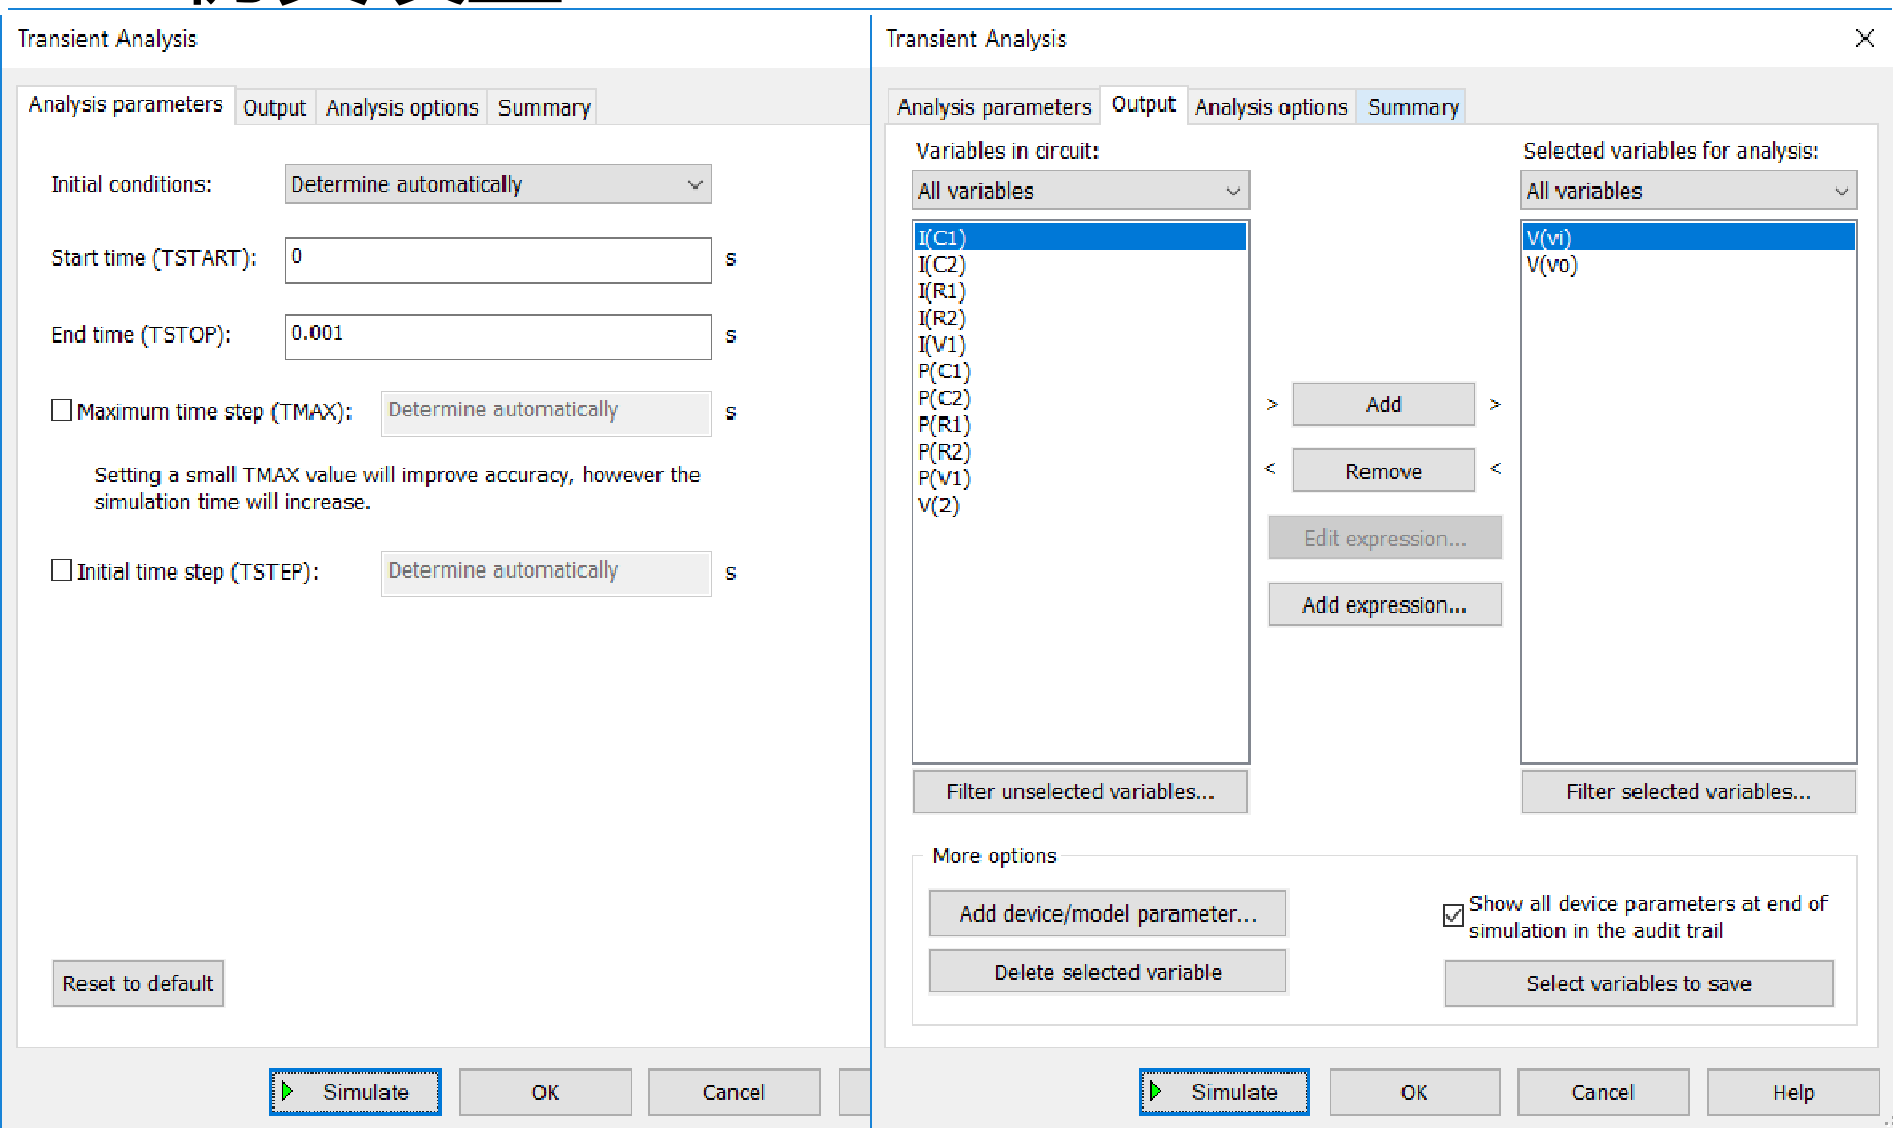 Transient Analysis
Analysis parameters Output Analysis options Summary
Initial conditions: Determine automatically
Start time (TSTART): 0 s
End time (TSTOP): 0.001 s
Maximum time step (TMAX): Determine automatically s
Setting a small TMAX value will improve accuracy, however the
simulation time will increase.
Initial time step (TSTEP): Determine automatically s
Reset to default
Simulate OK Cancel
Transient Analysis
Analysis parameters Output Analysis options Summary
Variables in circuit:
All variables
I(C1)
I(C2)
I(R1)
I(R2)
I(V1)
P(C1)
P(C2)
P(R1)
P(R2)
P(V1)
V(2)
Filter unselected variables...
> Add >
< Remove <
Edit expression...
Add expression...
Selected variables for analysis:
All variables
V(vi)
V(vo)
Filter selected variables...
More options
Add device/model parameter...
Delete selected variable
Show all device parameters at end of
simulation in the audit trail
Select variables to save
Simulate OK Cancel Help